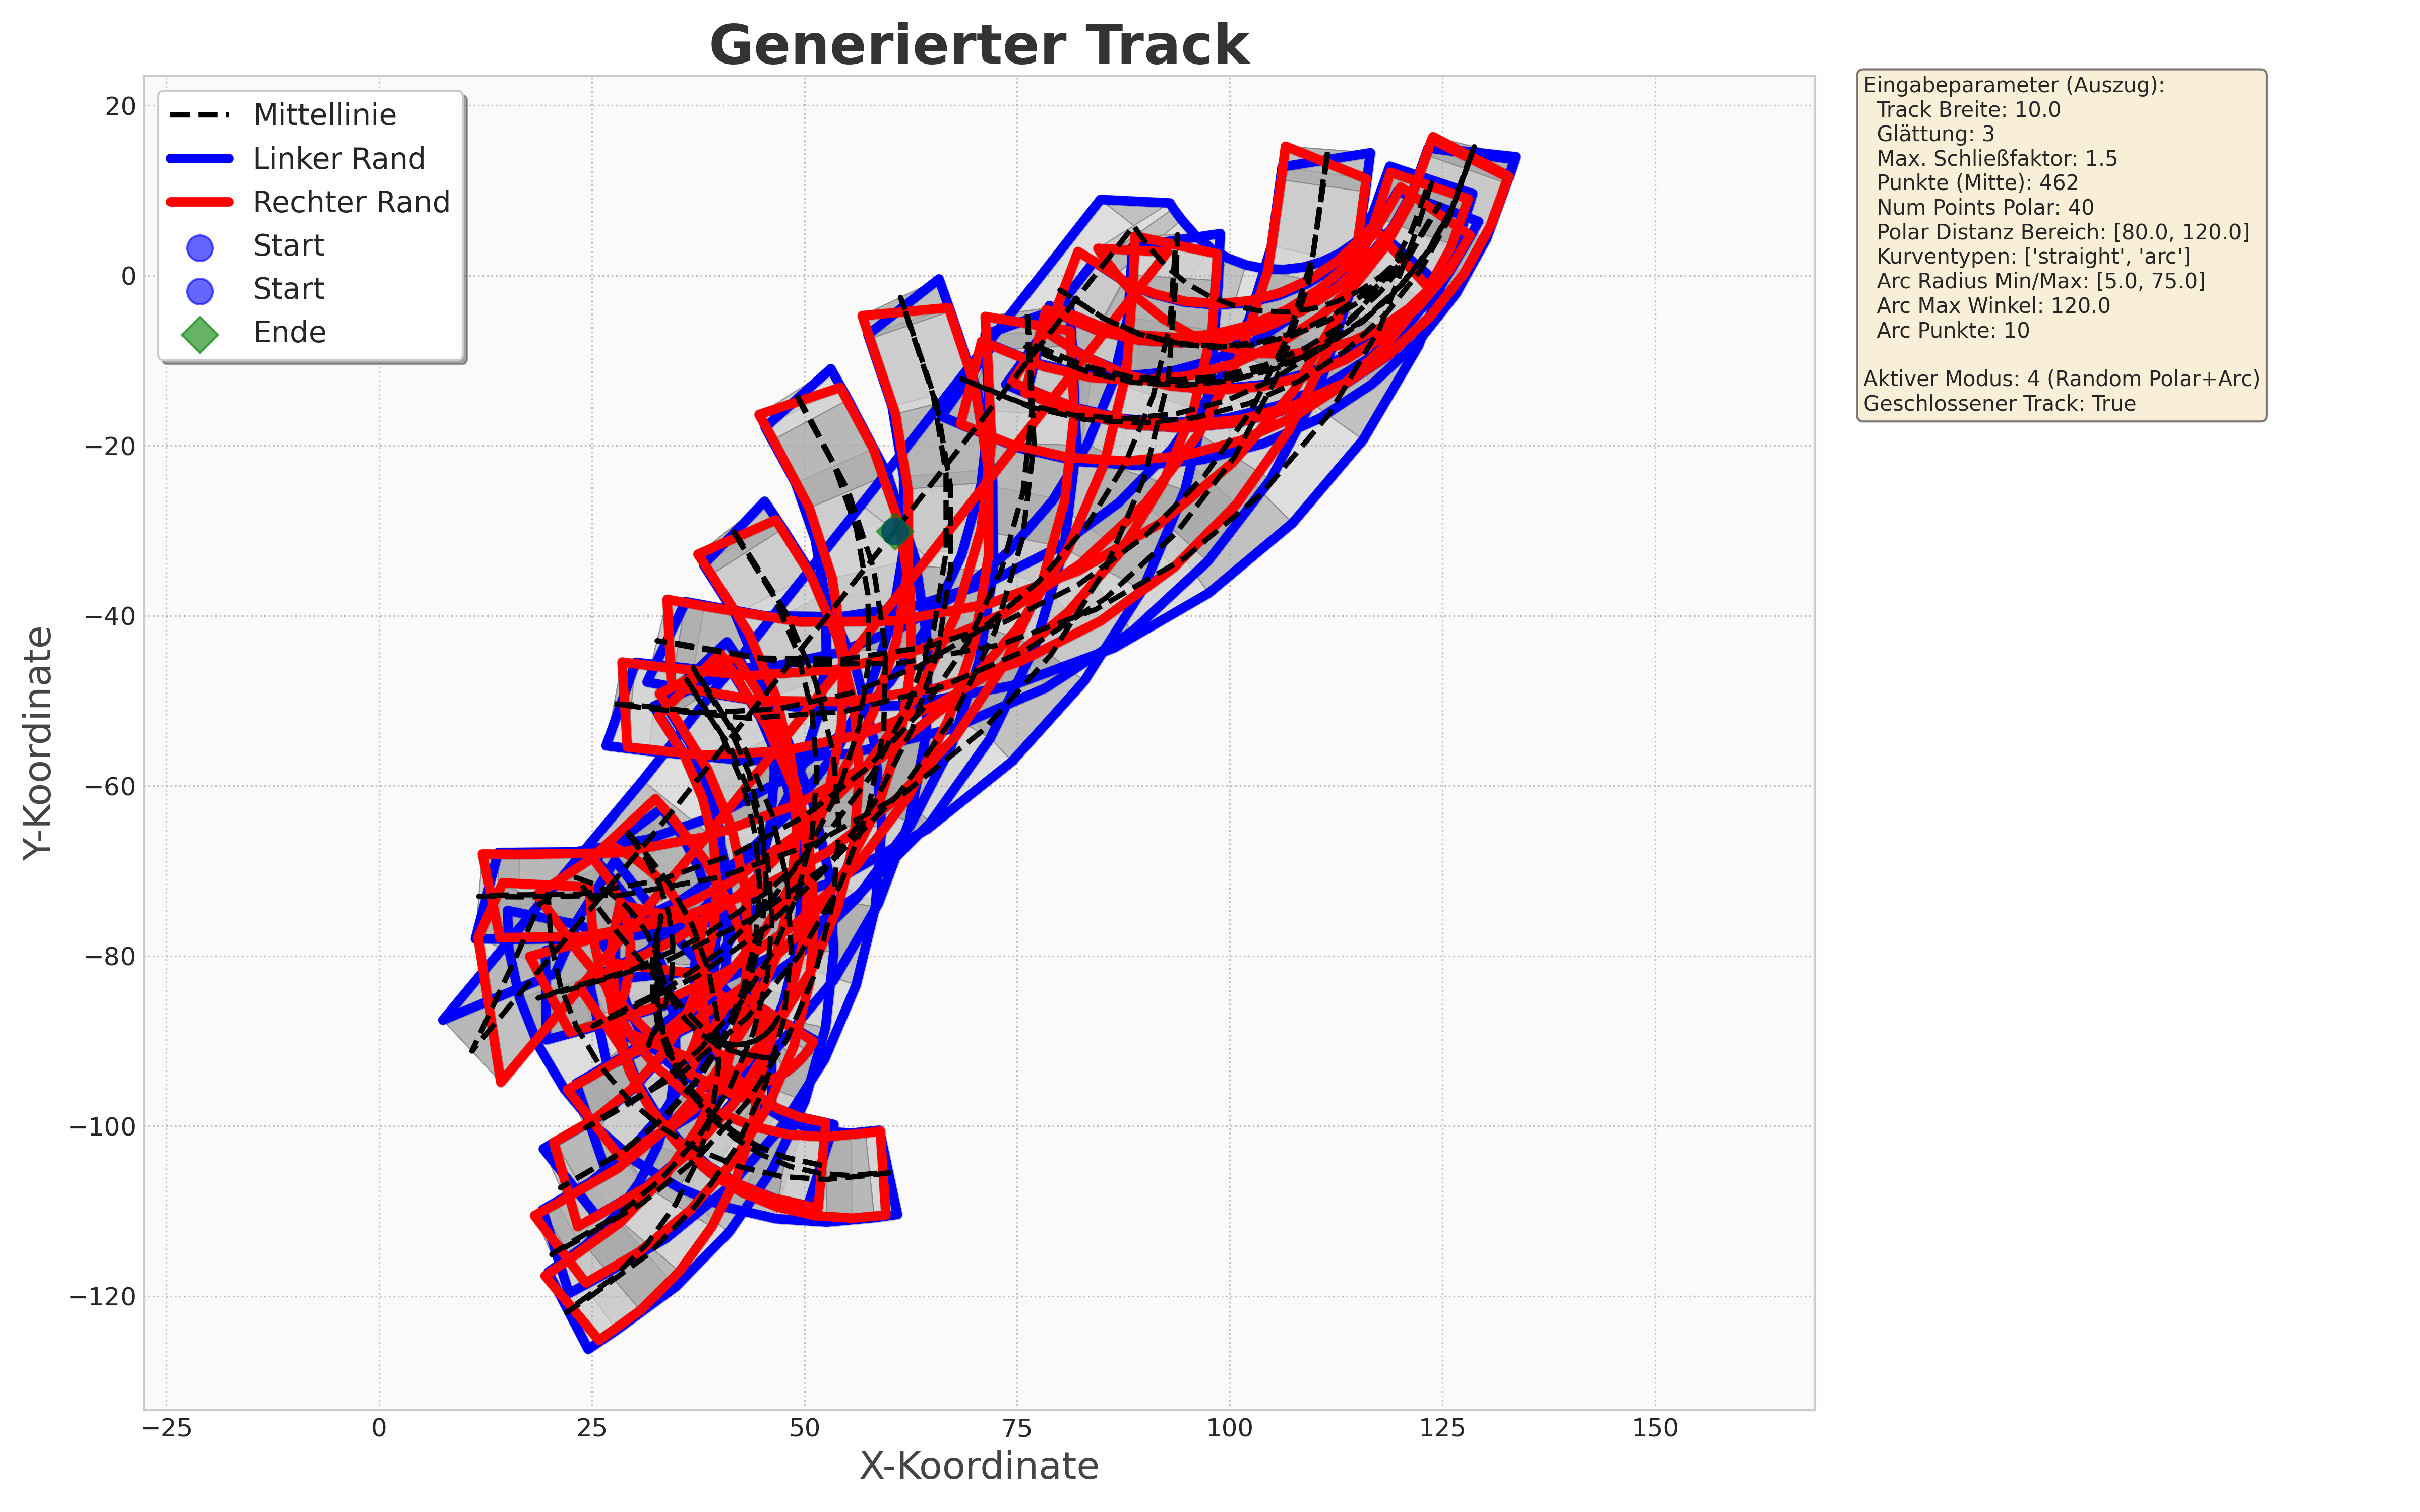 Generierter Track
Mittellinie
Linker Rand
Rechter Rand
Start
Start
Ende
Eingabeparameter (Auszug):
Track Breite: 10.0
Glättung: 3
Max. Schließfaktor: 1.5
Punkte (Mitte): 462
Num Points Polar: 40
Polar Distanz Bereich: [80.0, 120.0]
Kurventypen: ['straight', 'arc']
Arc Radius Min/Max: [5.0, 75.0]
Arc Max Winkel: 120.0
Arc Punkte: 10
Aktiver Modus: 4 (Random Polar+Arc)
Geschlossener Track: True
Y-Koordinate
20
0
−20
−40
−60
−80
−100
−120
−25
0
25
50
75
100
125
150
X-Koordinate